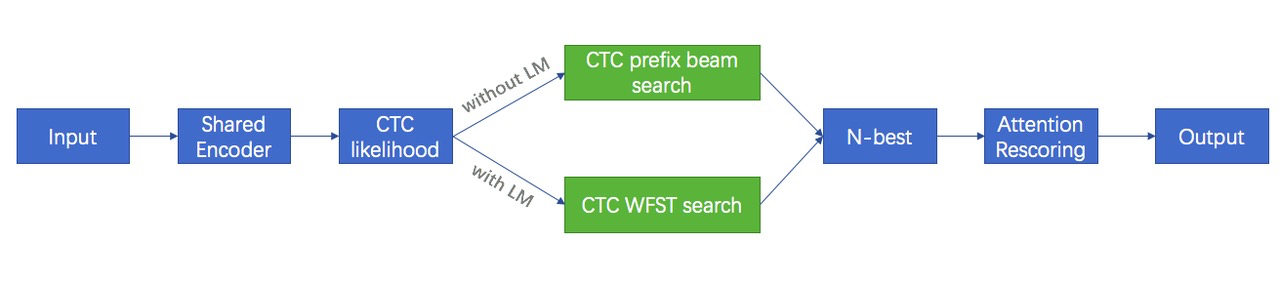 Input
Shared
Encoder
CTC
likelihood
without LM
with LM
CTC prefix beam
search
CTC WFST search
N-best
Attention
Rescoring
Output